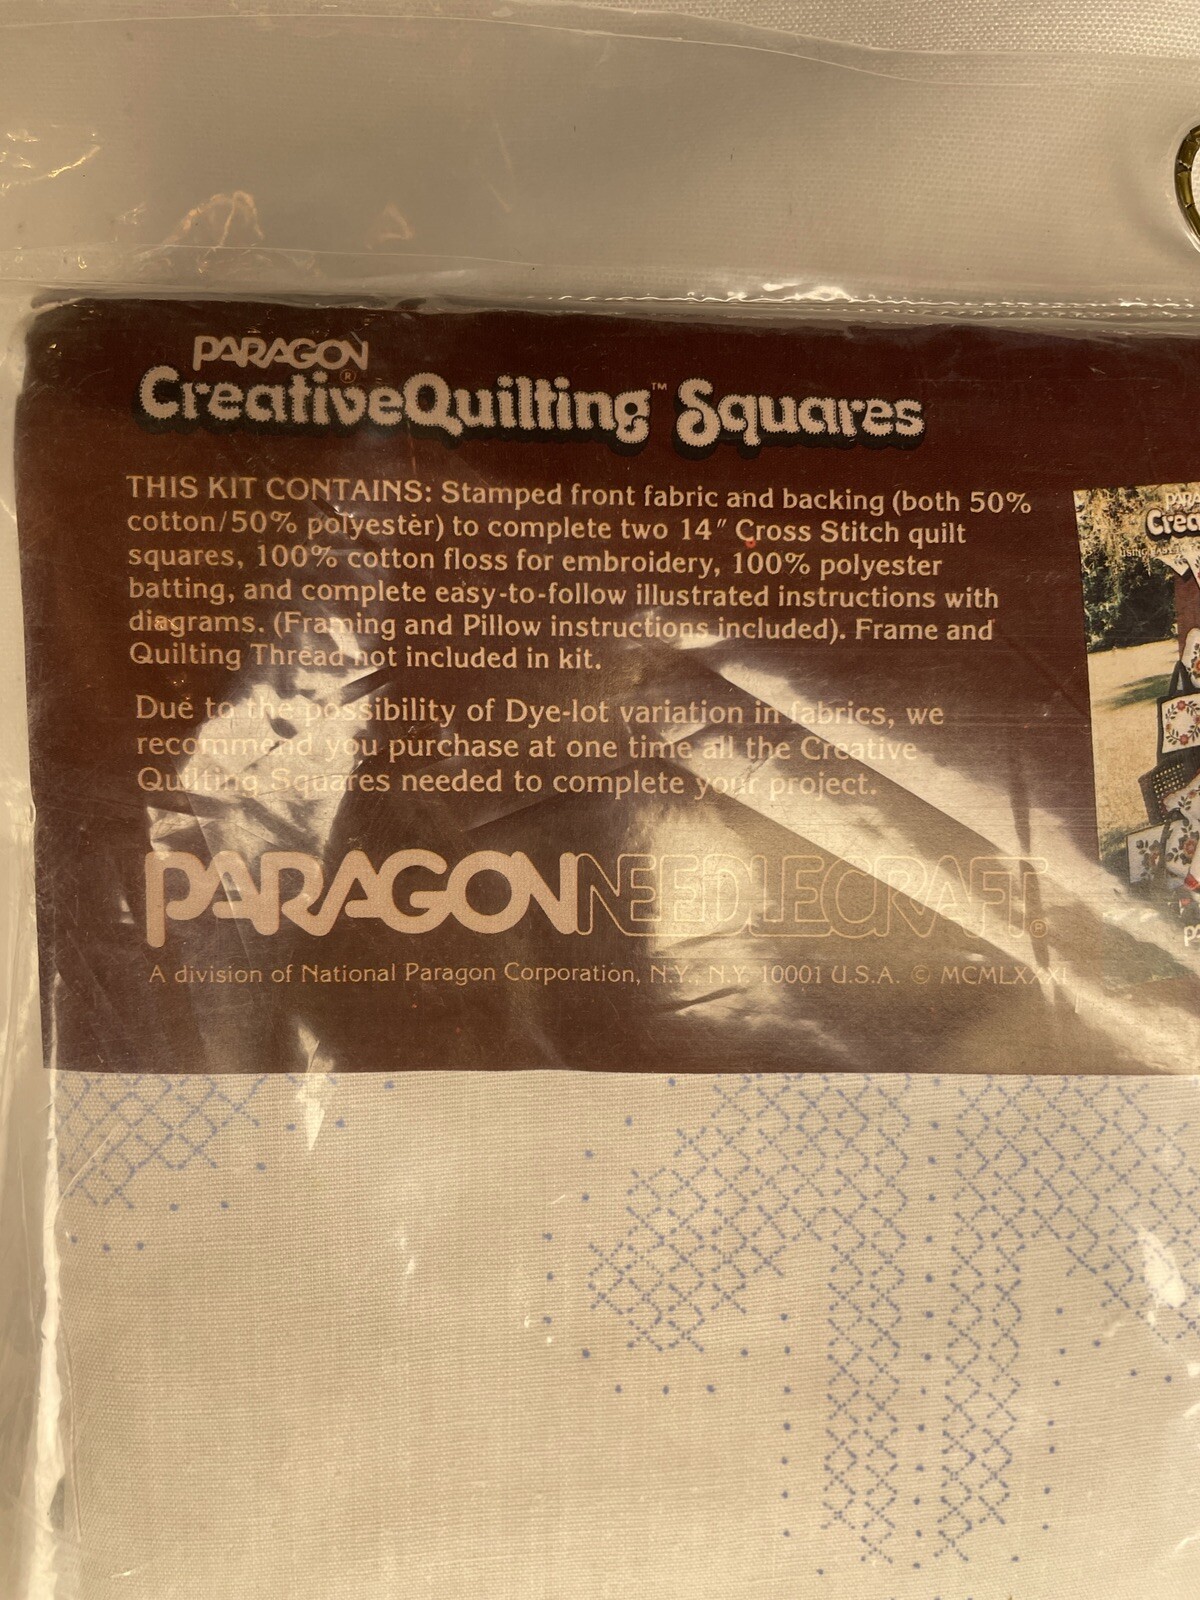 PARAGON®
CreativeQuilting™ Squares
THIS KIT CONTAINS: Stamped front fabric and backing (both 50%
cotton/50% polyester) to complete two 14" Cross Stitch quilt
squares, 100% cotton floss for embroidery, 100% polyester
batting, and complete easy-to-follow illustrated instructions with
diagrams. (Framing and Pillow instructions included). Frame and
Quilting Thread not included in kit.
Due to the possibility of Dye-lot variation in fabrics, we
recommend you purchase at one time all the Creative
Quilting Squares needed to complete your project.
PARAGON NEEDLECRAFT®
A division of National Paragon Corporation, N.Y., N.Y. 10001 U.S.A. © MCMLXXXI